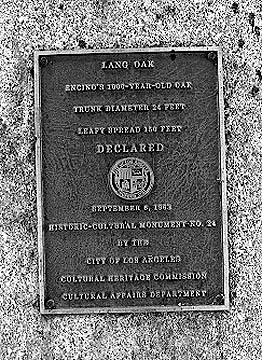 LANG OAK
ENCINO'S 1000-YEAR-OLD OAK
TRUNK DIAMETER 24 FEET
LEAFY SPREAD 150 FEET
DECLARED
SEPTEMBER 6, 1963
HISTORIC-CULTURAL MONUMENT NO. 24
BY THE
CITY OF LOS ANGELES
CULTURAL HERITAGE COMMISSION
CULTURAL AFFAIRS DEPARTMENT